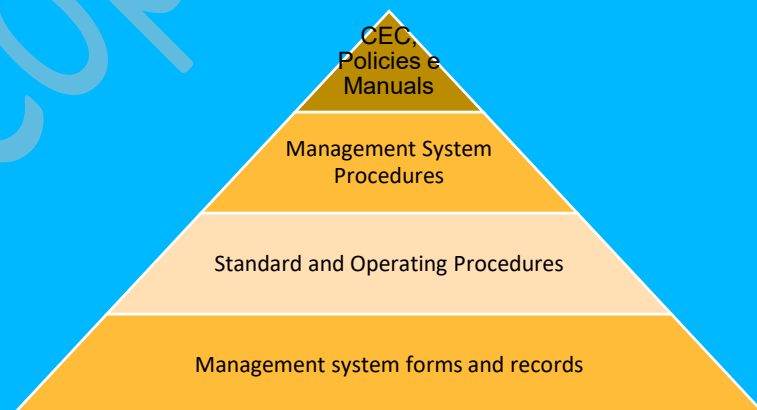 CEC,
Policies e
Manuals
Management System
Procedures
Standard and Operating Procedures
Management system forms and records